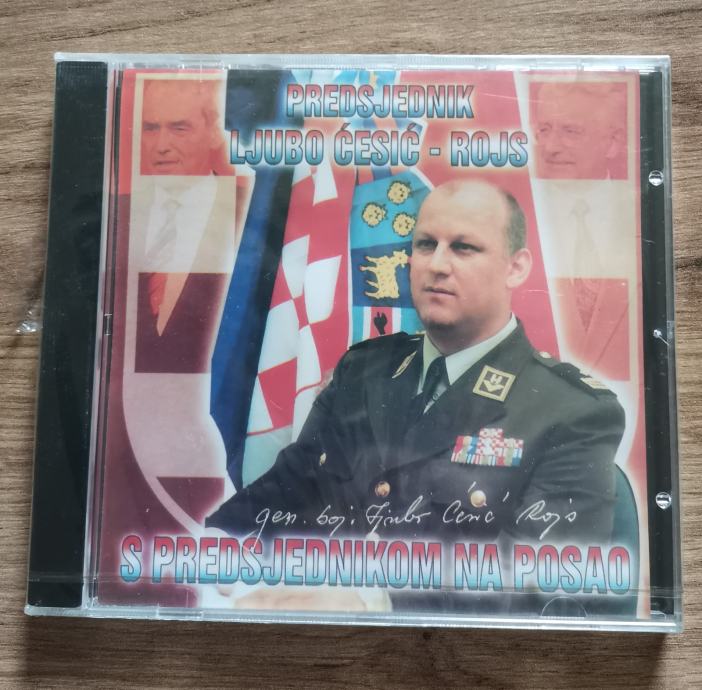 PREDSJEDNIK
LJUBO ĆESIĆ - ROJS
gen. boj. Ljubo Ćesić Rojs
S PREDSJEDNIKOM NA POSAO